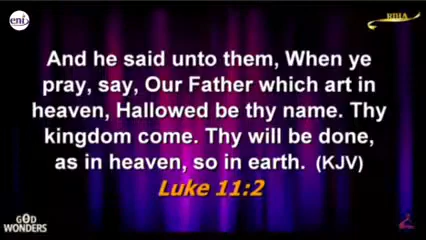 eni
And he said unto them, When ye
pray, say, Our Father which art in
heaven, Hallowed be thy name. Thy
kingdom come. Thy will be done,
as in heaven, so in earth. (KJV)
Luke 11:2
GOD
WONDERS